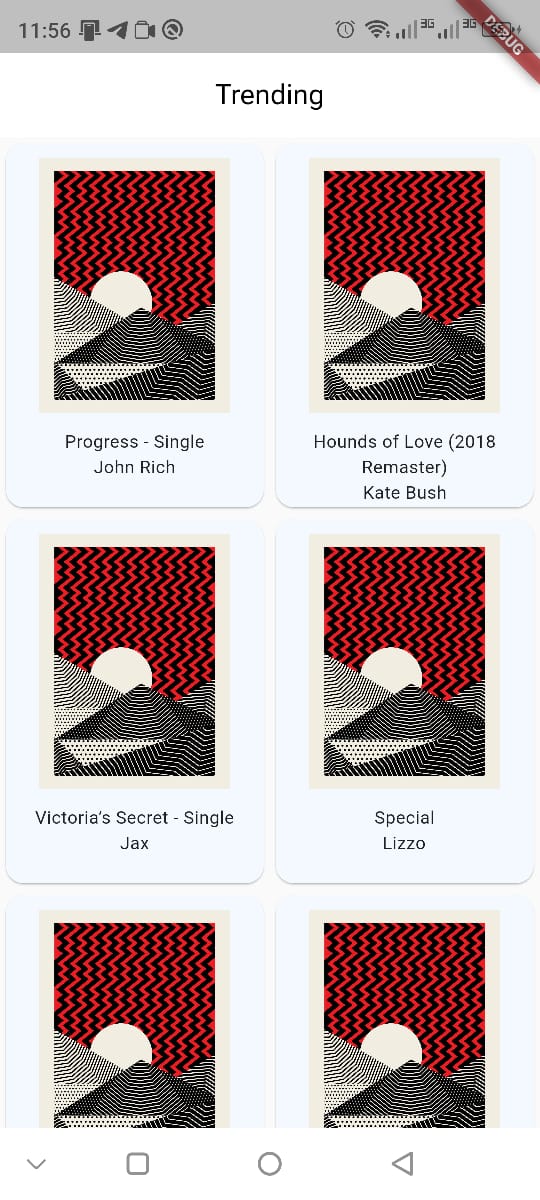 11:56
3G
3G
DEBUG
Trending
Progress - Single
John Rich
Hounds of Love (2018
Remaster)
Kate Bush
Victoria's Secret - Single
Jax
Special
Lizzo